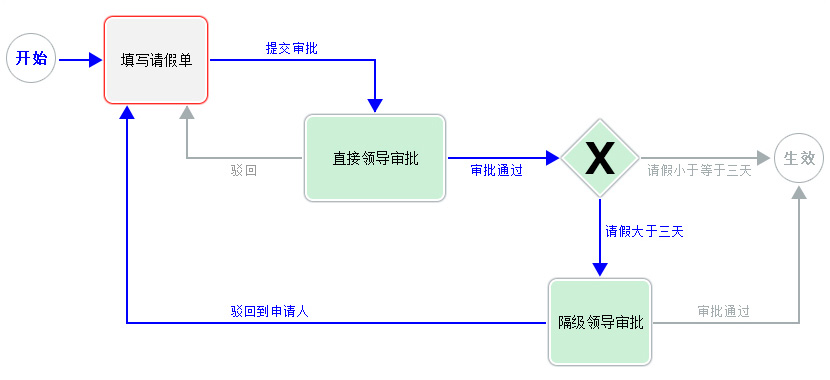 开始
填写请假单
提交审批
直接领导审批
驳回
审批通过
X
请假小于等于三天
生效
请假大于三天
驳回到申请人
隔级领导审批
审批通过